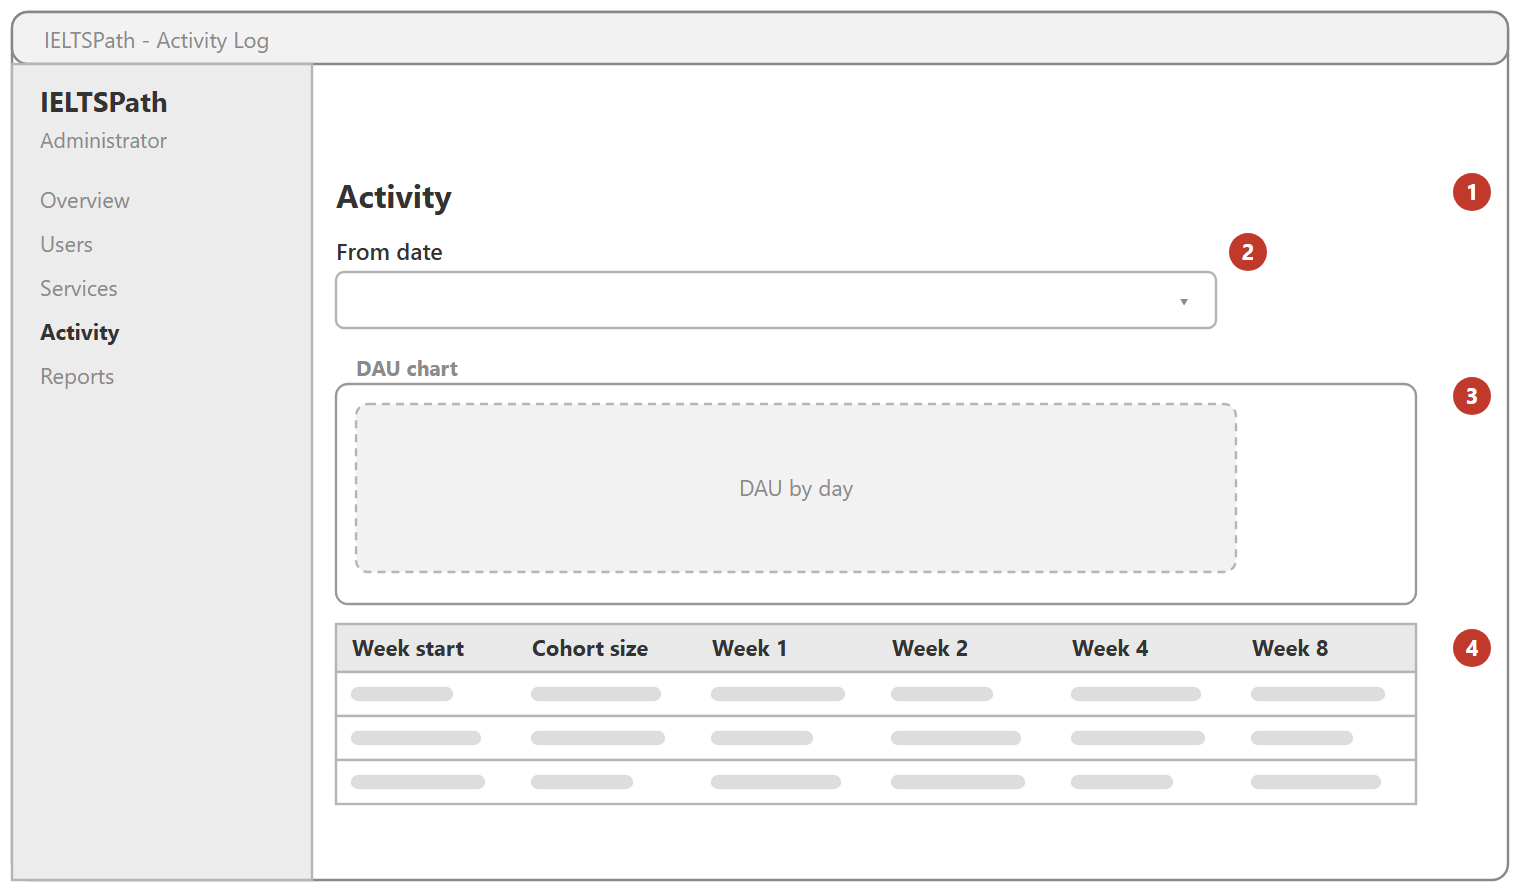 IELTSPath - Activity Log
IELTSPath
Administrator
Overview
Users
Services
Activity
Reports
Activity
1
From date
2
DAU chart
3
DAU by day
Week start Cohort size Week 1 Week 2 Week 4 Week 8
4